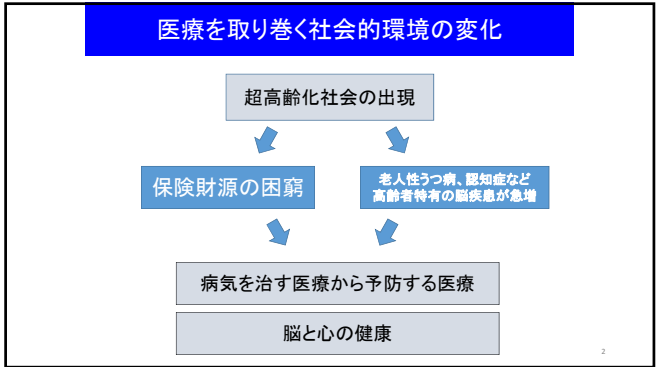 医療を取り巻く社会的環境の変化
超高齢化社会の出現
保険財源の困窮
老人性うつ病、認知症など
高齢者特有の脳疾患が急増
病気を治す医療から予防する医療
脳と心の健康
2